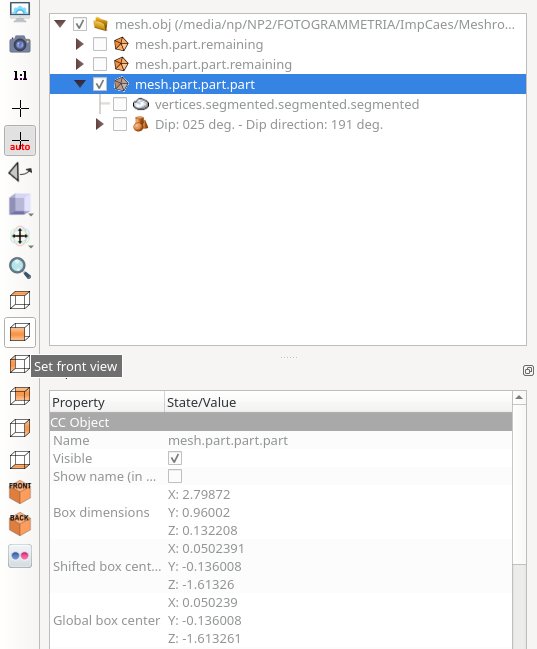 mesh.obj (/media/np/NP2/FOTOGRAMMETRIA/ImpCaes/Meshro...
mesh.part.remaining
1:1
mesh.part.part.remaining
mesh.part.part.part
vertices.segmented.segmented.segmented
Dip: 025 deg. - Dip direction: 191 deg.
auto
Set front view
Property State/Value
CC Object
Name mesh.part.part.part
Visible
Show name (in ...
X: 2.79872
Box dimensions Y: 0.96002
Z: 0.132208
X: 0.0502391
Shifted box cent... Y: -0.136008
Z: -1.61326
X: 0.050239
Global box center Y: -0.136008
Z: -1.613261
FRONT
BACK